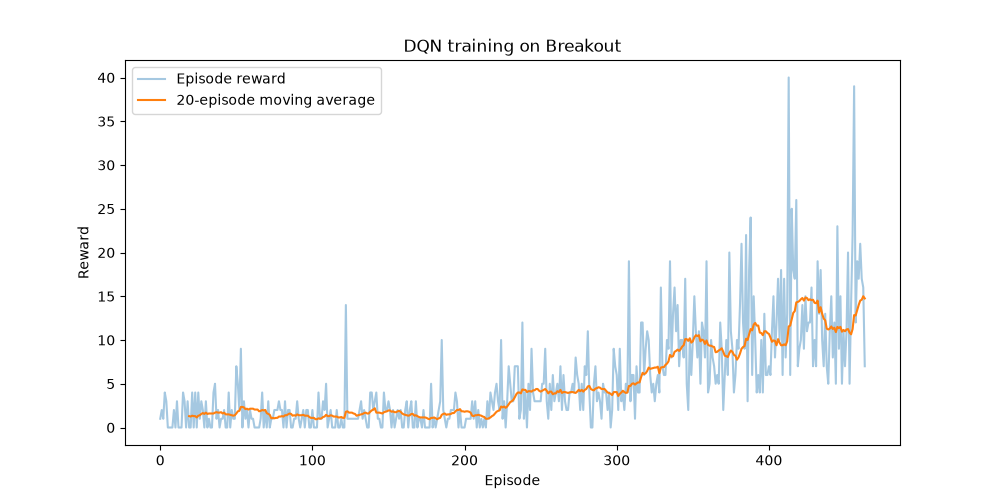 DQN training on Breakout
Episode reward
20-episode moving average
Reward
40
35
30
25
20
15
10
5
0
0 100 200 300 400
Episode